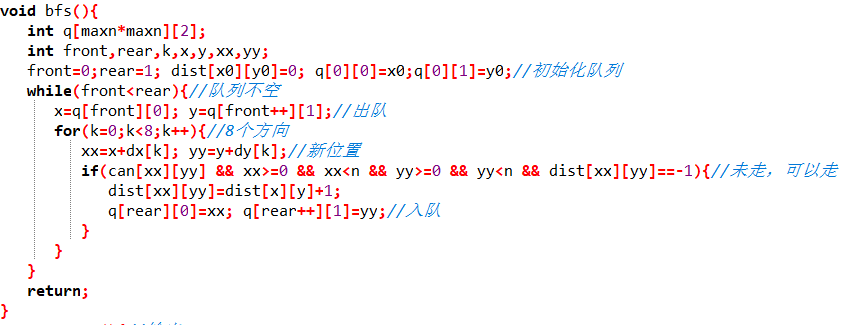 void bfs(){
int q[maxn*maxn][2];
int front,rear,k,x,y,xx,yy;
front=0;rear=1; dist[x0][y0]=0; q[0][0]=x0;q[0][1]=y0;//初始化队列
while(front<rear){//队列不空
x=q[front][0]; y=q[front++][1];//出队
for(k=0;k<8;k++){//8个方向
xx=x+dx[k]; yy=y+dy[k];//新位置
if(can[xx][yy] && xx>=0 && xx<n && yy>=0 && yy<n && dist[xx][yy]==-1){//未走，可以走
dist[xx][yy]=dist[x][y]+1;
q[rear][0]=xx; q[rear++][1]=yy;//入队
}
}
}
return;
}